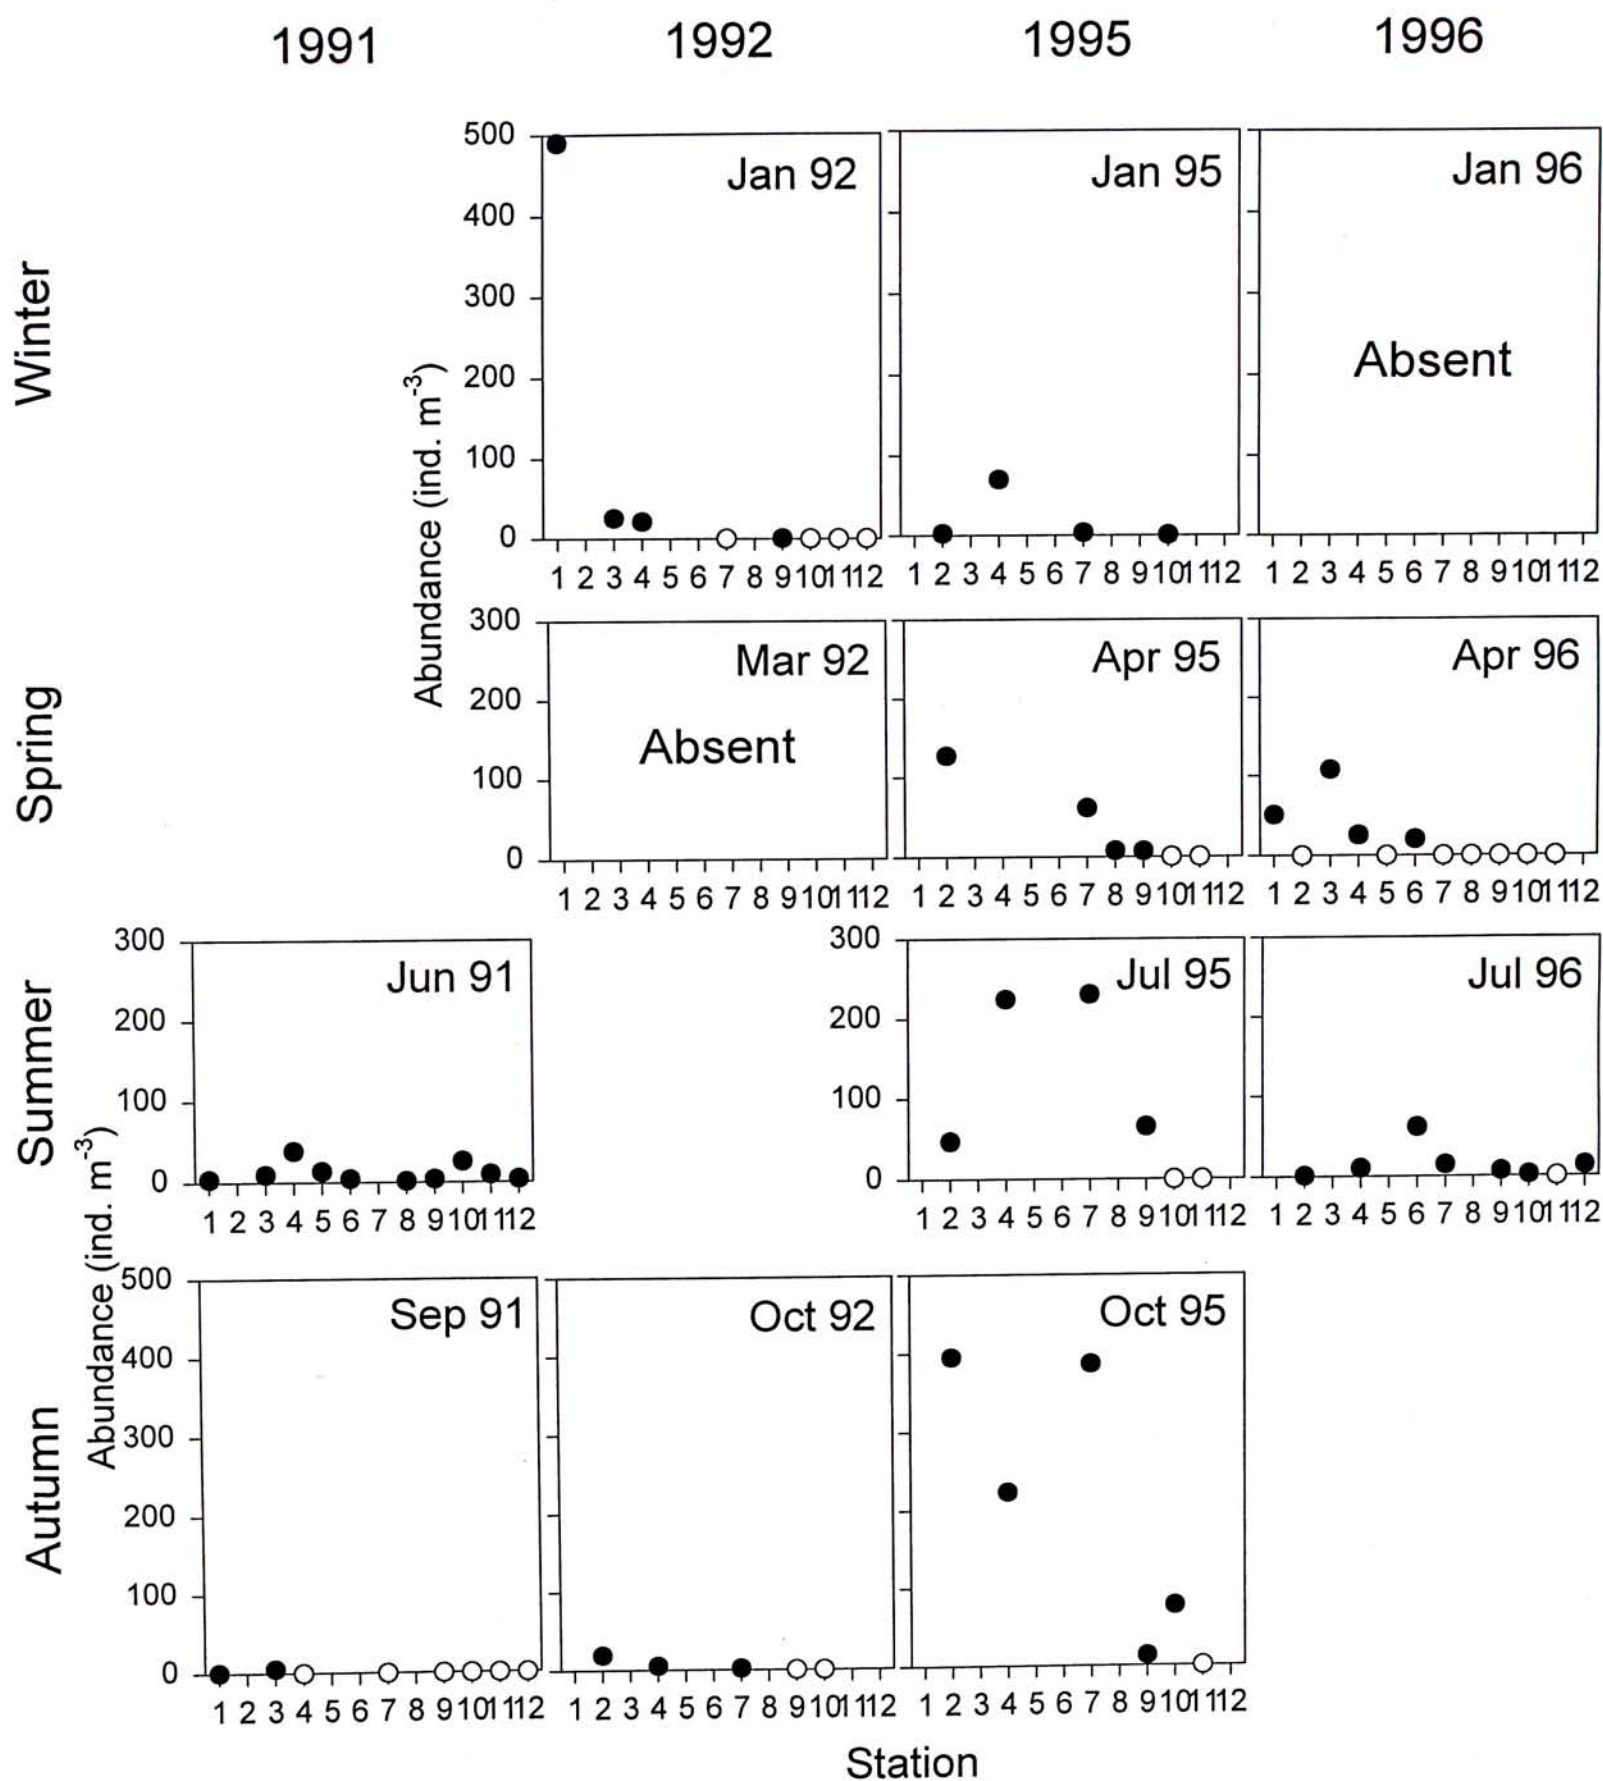 1991 1992 1995 1996
Winter
Abundance (ind. m-3)
500
400
300
200
100
0
Jan 92
1 2 3 4 5 6 7 8 9 10 11 12
Jan 95
1 2 3 4 5 6 7 8 9 10 11 12
Jan 96
Absent
1 2 3 4 5 6 7 8 9 10 11 12
Spring
300
200
100
0
Mar 92
Absent
1 2 3 4 5 6 7 8 9 10 11 12
Apr 95
1 2 3 4 5 6 7 8 9 10 11 12
Apr 96
1 2 3 4 5 6 7 8 9 10 11 12
Summer
300
200
100
0
Jun 91
1 2 3 4 5 6 7 8 9 10 11 12
300
200
100
0
Jul 95
1 2 3 4 5 6 7 8 9 10 11 12
Jul 96
1 2 3 4 5 6 7 8 9 10 11 12
Autumn
Abundance (ind. m-3)
500
400
300
200
100
0
Sep 91
1 2 3 4 5 6 7 8 9 10 11 12
Oct 92
1 2 3 4 5 6 7 8 9 10 11 12
Oct 95
1 2 3 4 5 6 7 8 9 10 11 12
Station